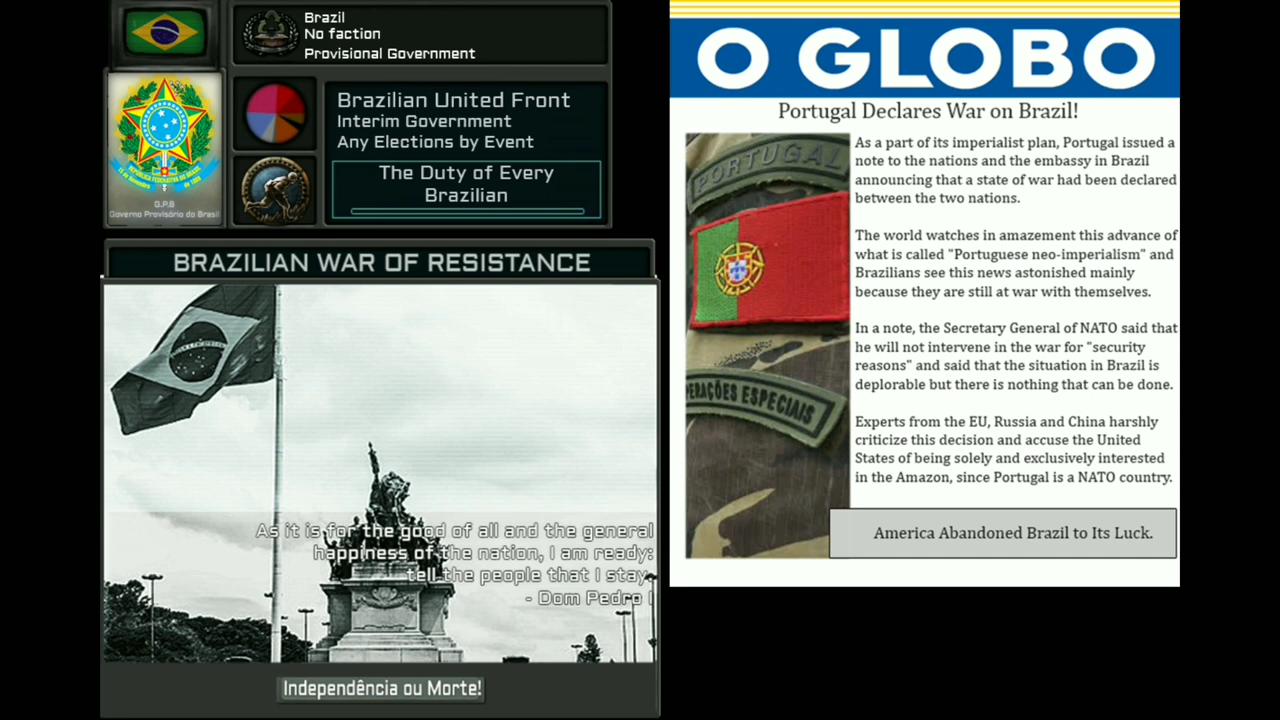 Brazil
No faction
Provisional Government
G.P.B
Governo Provisório do Brasil
Brazilian United Front
Interim Government
Any Elections by Event
The Duty of Every
Brazilian
BRAZILIAN WAR OF RESISTANCE
As it is for the good of all and the general
happiness of the nation, I am ready:
tell the people that I stay.
- Dom Pedro I
Independência ou Morte!
O GLOBO
Portugal Declares War on Brazil!
PORTUGAL
ERAÇÕES ESPECIAIS
As a part of its imperialist plan, Portugal issued a
note to the nations and the embassy in Brazil
announcing that a state of war had been declared
between the two nations.
The world watches in amazement this advance of
what is called "Portuguese neo-imperialism" and
Brazilians see this news astonished mainly
because they are still at war with themselves.
In a note, the Secretary General of NATO said that
he will not intervene in the war for "security
reasons" and said that the situation in Brazil is
deplorable but there is nothing that can be done.
Experts from the EU, Russia and China harshly
criticize this decision and accuse the United
States of being solely and exclusively interested
in the Amazon, since Portugal is a NATO country.
America Abandoned Brazil to Its Luck.